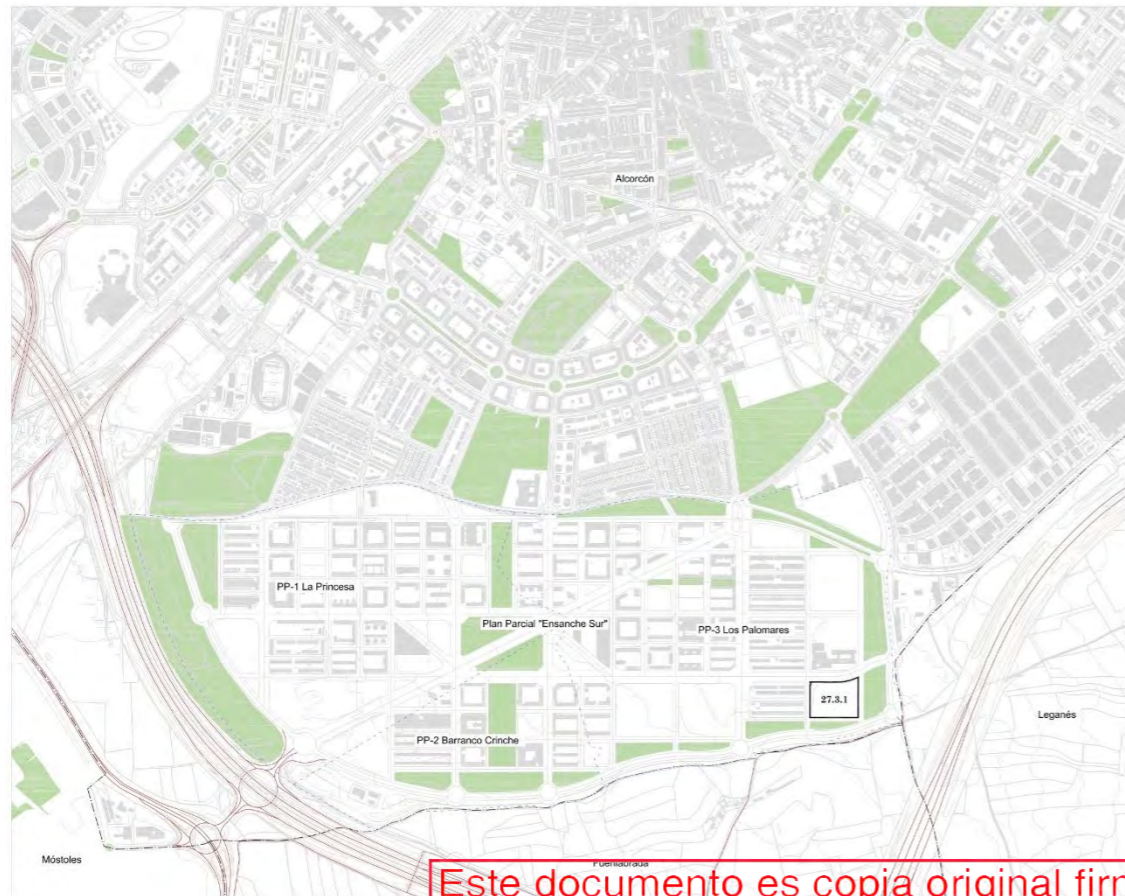 Alcorcón
PP-1 La Princesa
Plan Parcial "Ensanche Sur"
PP-3 Los Palomares
27.3.1
Leganés
PP-2 Barranco Crinche
Móstoles
Fuenlabrada
Este documento es copia original firm